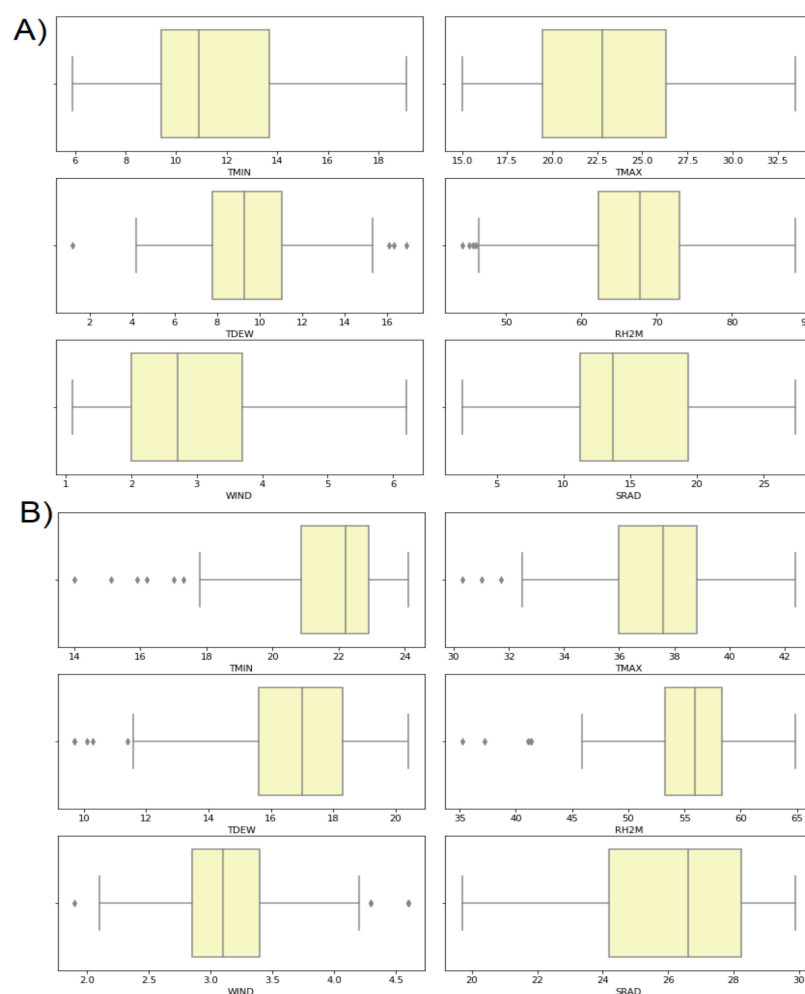 A)
6 8 10 12 14 16 18
TMIN
15.0 17.5 20.0 22.5 25.0 27.5 30.0 32.5
TMAX
2 4 6 8 10 12 14 16
TDEW
50 60 70 80
RH2M
1 2 3 4 5 6
WIND
5 10 15 20 25
SRAD
B)
14 16 18 20 22 24
TMIN
30 32 34 36 38 40 42
TMAX
10 12 14 16 18 20
TDEW
35 40 45 50 55 60 65
RH2M
2.0 2.5 3.0 3.5 4.0 4.5
WIND
20 22 24 26 28 30
SRAD